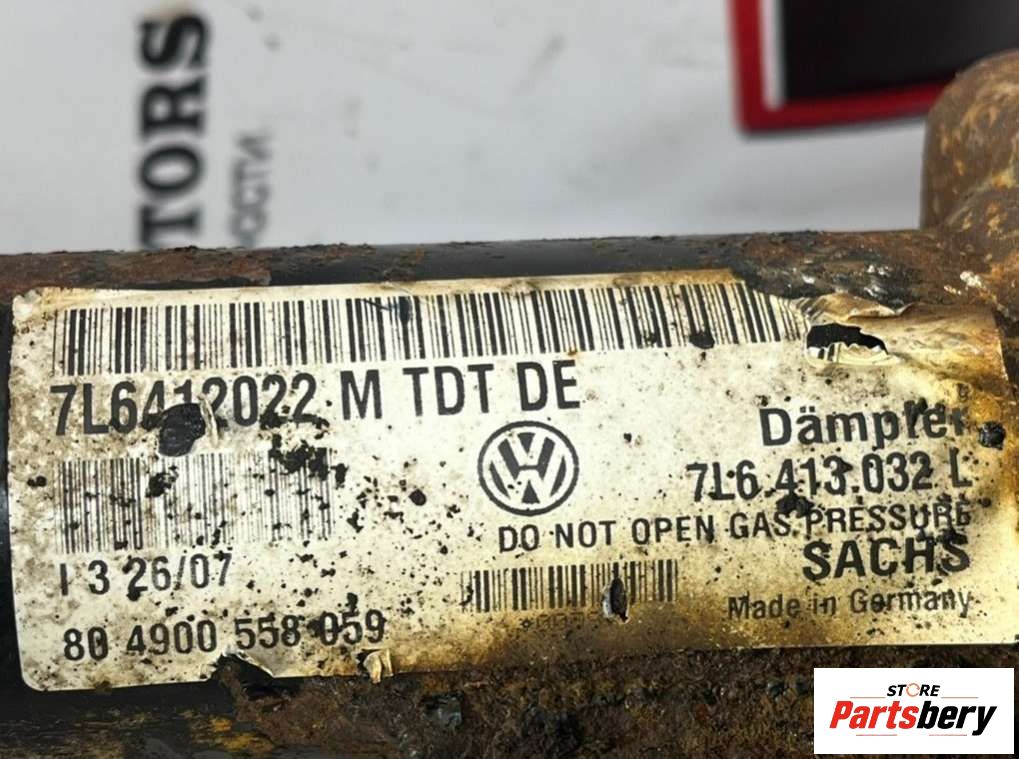 TORS
НОСТИ
7L6412022 M TDT DE
Dämpfer
7L6.413.032 L
DO NOT OPEN GAS PRESSURE
SACHS
Made in Germany
I 3 26/07
80 4900 558 059
STORE
Partsbery